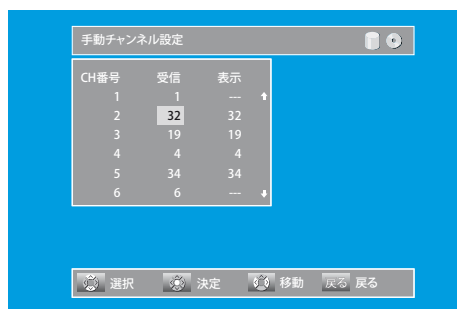 手動チャンネル設定
CH番号 受信 表示
1 1 ---
2 32 32
3 19 19
4 4 4
5 34 34
6 6 ---
選択 決定 移動 戻る 戻る